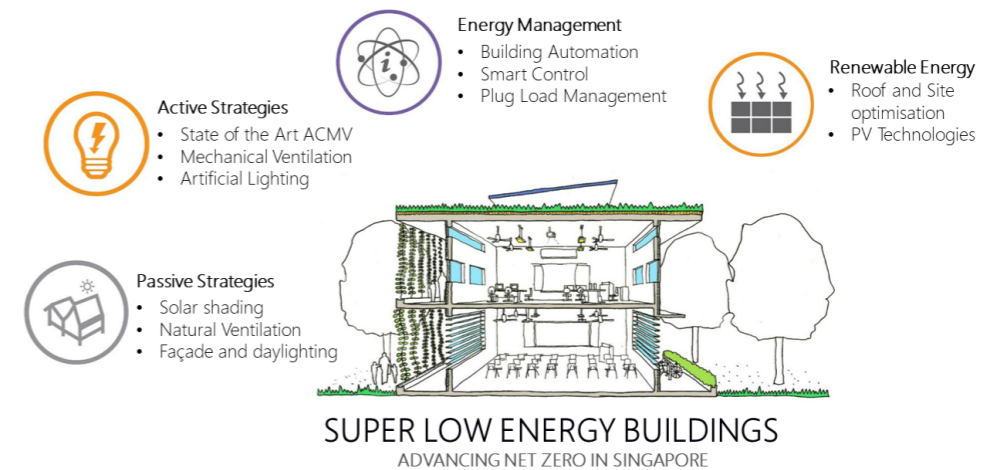 Energy Management
• Building Automation
• Smart Control
• Plug Load Management
Renewable Energy
• Roof and Site
optimisation
• PV Technologies
Active Strategies
• State of the Art ACMV
• Mechanical Ventilation
• Artificial Lighting
Passive Strategies
• Solar shading
• Natural Ventilation
• Façade and daylighting
i
SUPER LOW ENERGY BUILDINGS
ADVANCING NET ZERO IN SINGAPORE